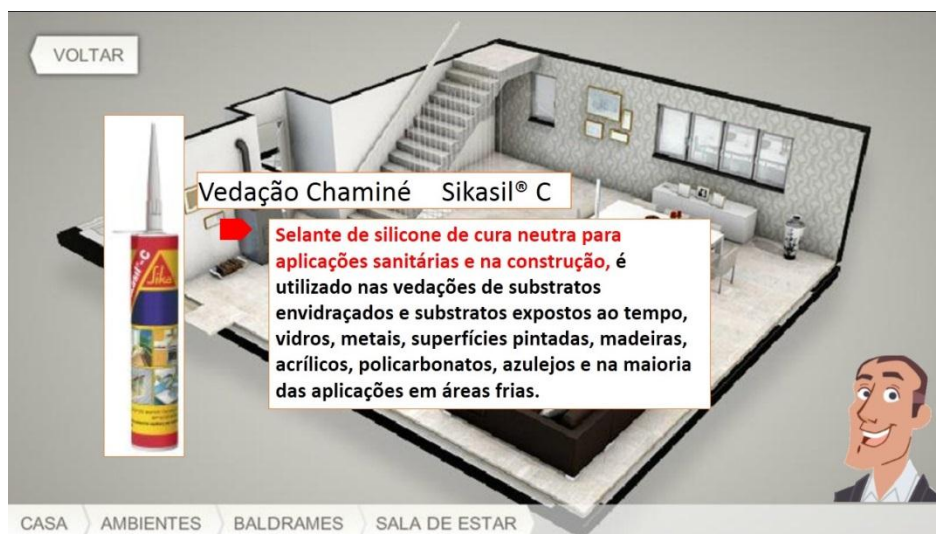 VOLTAR
Vedação Chaminé Sikasil® C
Selante de silicone de cura neutra para
aplicações sanitárias e na construção, é
utilizado nas vedações de substratos
envidraçados e substratos expostos ao tempo,
vidros, metais, superfícies pintadas, madeiras,
acrílicos, policarbonatos, azulejos e na maioria
das aplicações em áreas frias.
Sikasil®-C
Sika
CASA AMBIENTES BALDRAMES SALA DE ESTAR